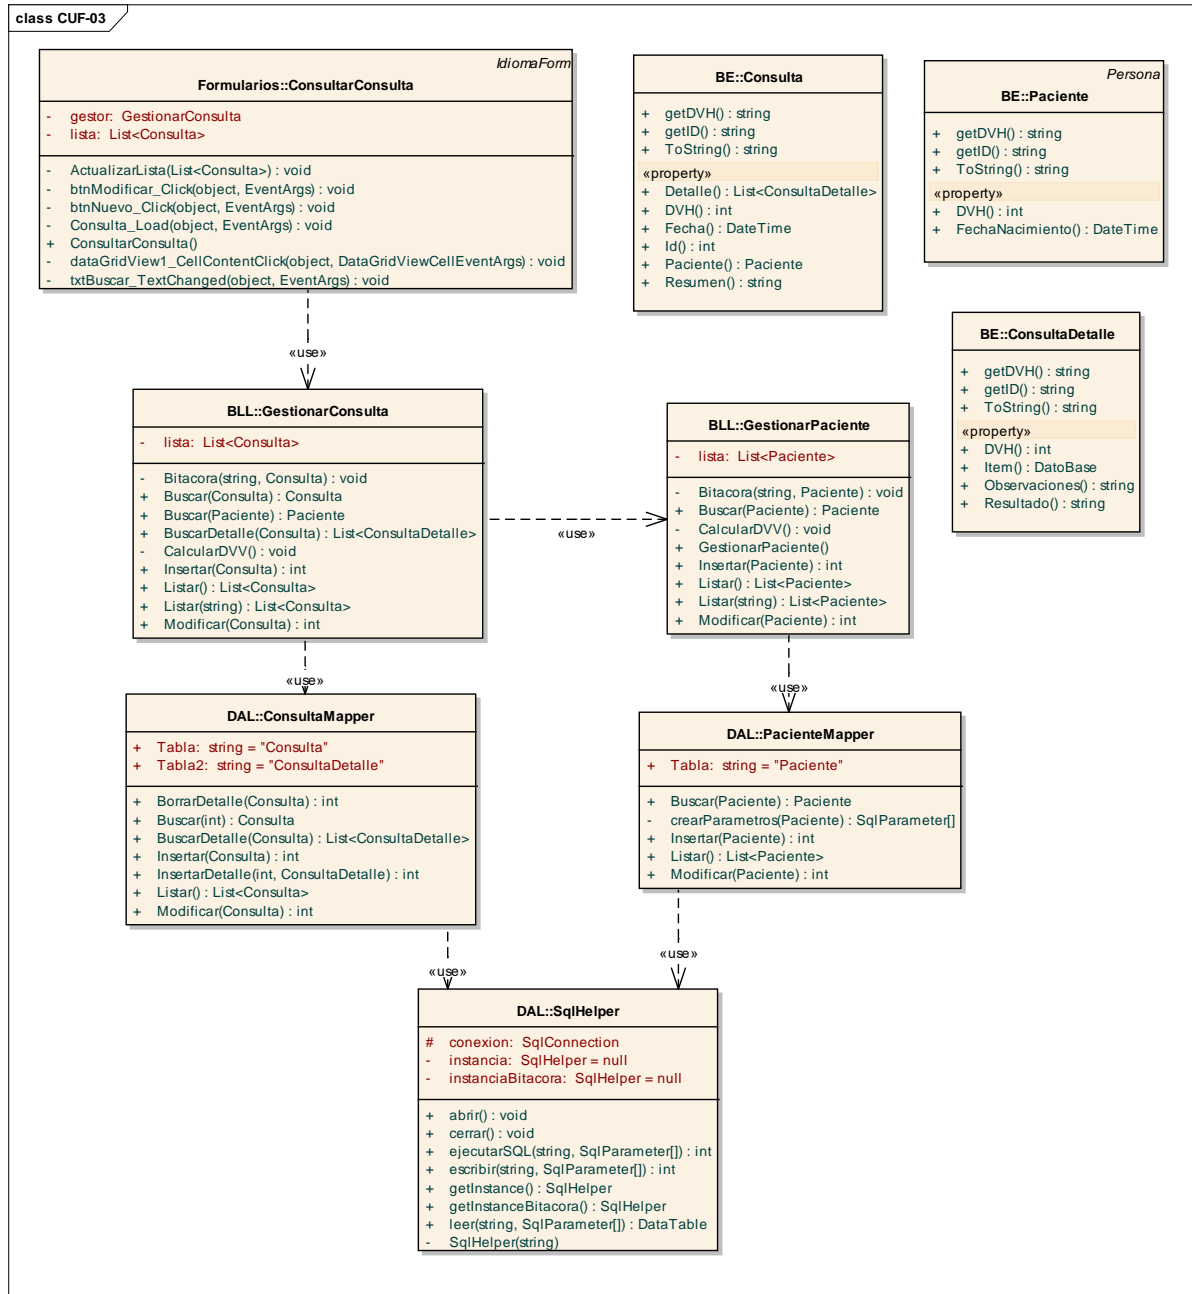 class CUF-03
IdiomaForm
Formularios::ConsultarConsulta
- gestor: GestionarConsulta
- lista: List<Consulta>
- ActualizarLista(List<Consulta>) : void
- btnModificar_Click(object, EventArgs) : void
- btnNuevo_Click(object, EventArgs) : void
- Consulta_Load(object, EventArgs) : void
+ ConsultarConsulta()
- dataGridView1_CellContentClick(object, DataGridViewCellEventArgs) : void
- txtBuscar_TextChanged(object, EventArgs) : void
BE::Consulta
+ getDVH() : string
+ getID() : string
+ ToString() : string
«property»
+ Detalle() : List<ConsultaDetalle>
+ DVH() : int
+ Fecha() : DateTime
+ Id() : int
+ Paciente() : Paciente
+ Resumen() : string
Persona
BE::Paciente
+ getDVH() : string
+ getID() : string
+ ToString() : string
«property»
+ DVH() : int
+ FechaNacimiento() : DateTime
BE::ConsultaDetalle
+ getDVH() : string
+ getID() : string
+ ToString() : string
«property»
+ DVH() : int
+ Item() : DatoBase
+ Observaciones() : string
+ Resultado() : string
«use»
BLL::GestionarConsulta
- lista: List<Consulta>
- Bitacora(string, Consulta) : void
+ Buscar(Consulta) : Consulta
+ Buscar(Paciente) : Paciente
+ BuscarDetalle(Consulta) : List<ConsultaDetalle>
- CalcularDVV() : void
+ Insertar(Consulta) : int
+ Listar() : List<Consulta>
+ Listar(string) : List<Consulta>
+ Modificar(Consulta) : int
«use»
BLL::GestionarPaciente
- lista: List<Paciente>
- Bitacora(string, Paciente) : void
+ Buscar(Paciente) : Paciente
- CalcularDVV() : void
+ GestionarPaciente()
+ Insertar(Paciente) : int
+ Listar() : List<Paciente>
+ Listar(string) : List<Paciente>
+ Modificar(Paciente) : int
«use»
«use»
DAL::ConsultaMapper
+ Tabla: string = "Consulta"
+ Tabla2: string = "ConsultaDetalle"
+ BorrarDetalle(Consulta) : int
+ Buscar(int) : Consulta
+ BuscarDetalle(Consulta) : List<ConsultaDetalle>
+ Insertar(Consulta) : int
+ InsertarDetalle(int, ConsultaDetalle) : int
+ Listar() : List<Consulta>
+ Modificar(Consulta) : int
DAL::PacienteMapper
+ Tabla: string = "Paciente"
+ Buscar(Paciente) : Paciente
- crearParametros(Paciente) : SqlParameter[]
+ Insertar(Paciente) : int
+ Listar() : List<Paciente>
+ Modificar(Paciente) : int
«use»
«use»
DAL::SqlHelper
# conexion: SqlConnection
- instancia: SqlHelper = null
- instanciaBitacora: SqlHelper = null
+ abrir() : void
+ cerrar() : void
+ ejecutarSQL(string, SqlParameter[]) : int
+ escribir(string, SqlParameter[]) : int
+ getInstance() : SqlHelper
+ getInstanceBitacora() : SqlHelper
+ leer(string, SqlParameter[]) : DataTable
- SqlHelper(string)